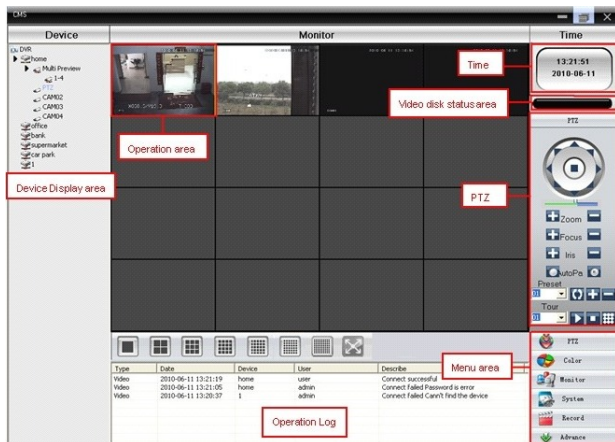 CMS
Device
Monitor
Time
DVR
home
Multi Preview
1-4
PTZ
CAM02
CAM03
CAM04
office
bank
supermarket
car park
1
Device Display area
Operation area
Time
13:21:51
2010-06-11
Video disk status area
PTZ
PTZ
Zoom
Focus
Iris
AutoPa
Preset
01
Tour
01
Menu area
PTZ
Color
Monitor
System
Record
Advance
Type Date Device User Describe
Video 2010-06-11 13:21:19 home user Connect successful
Video 2010-06-11 13:21:05 home admin Connect failed Password is error
Video 2010-06-11 13:20:37 1 admin Connect failed Cann't find the device
Operation Log